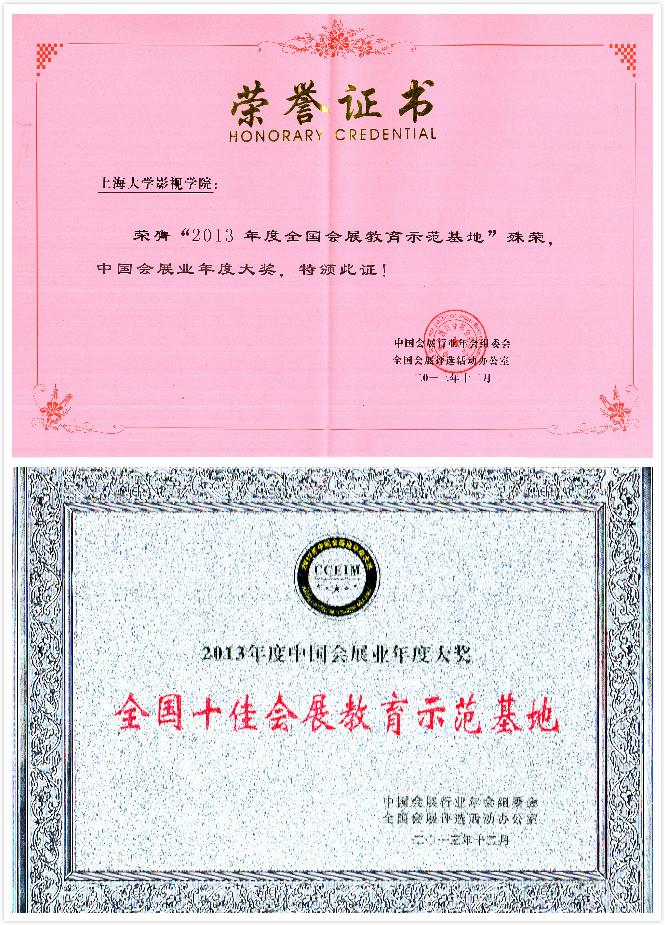 荣誉证书
HONORARY CREDENTIAL
上海大学影视学院：
荣膺“2013 年度全国会展教育示范基地”殊荣，
中国会展业年度大奖，特颁此证！
中国会展行业年会组委会
全国会展评选活动办公室
二〇一三年十二月
CCEIM
2013年度中国会展业年度大奖
全国十佳会展教育示范基地
中国会展行业年会组委会
全国会展评选活动办公室
二〇一三年十二月